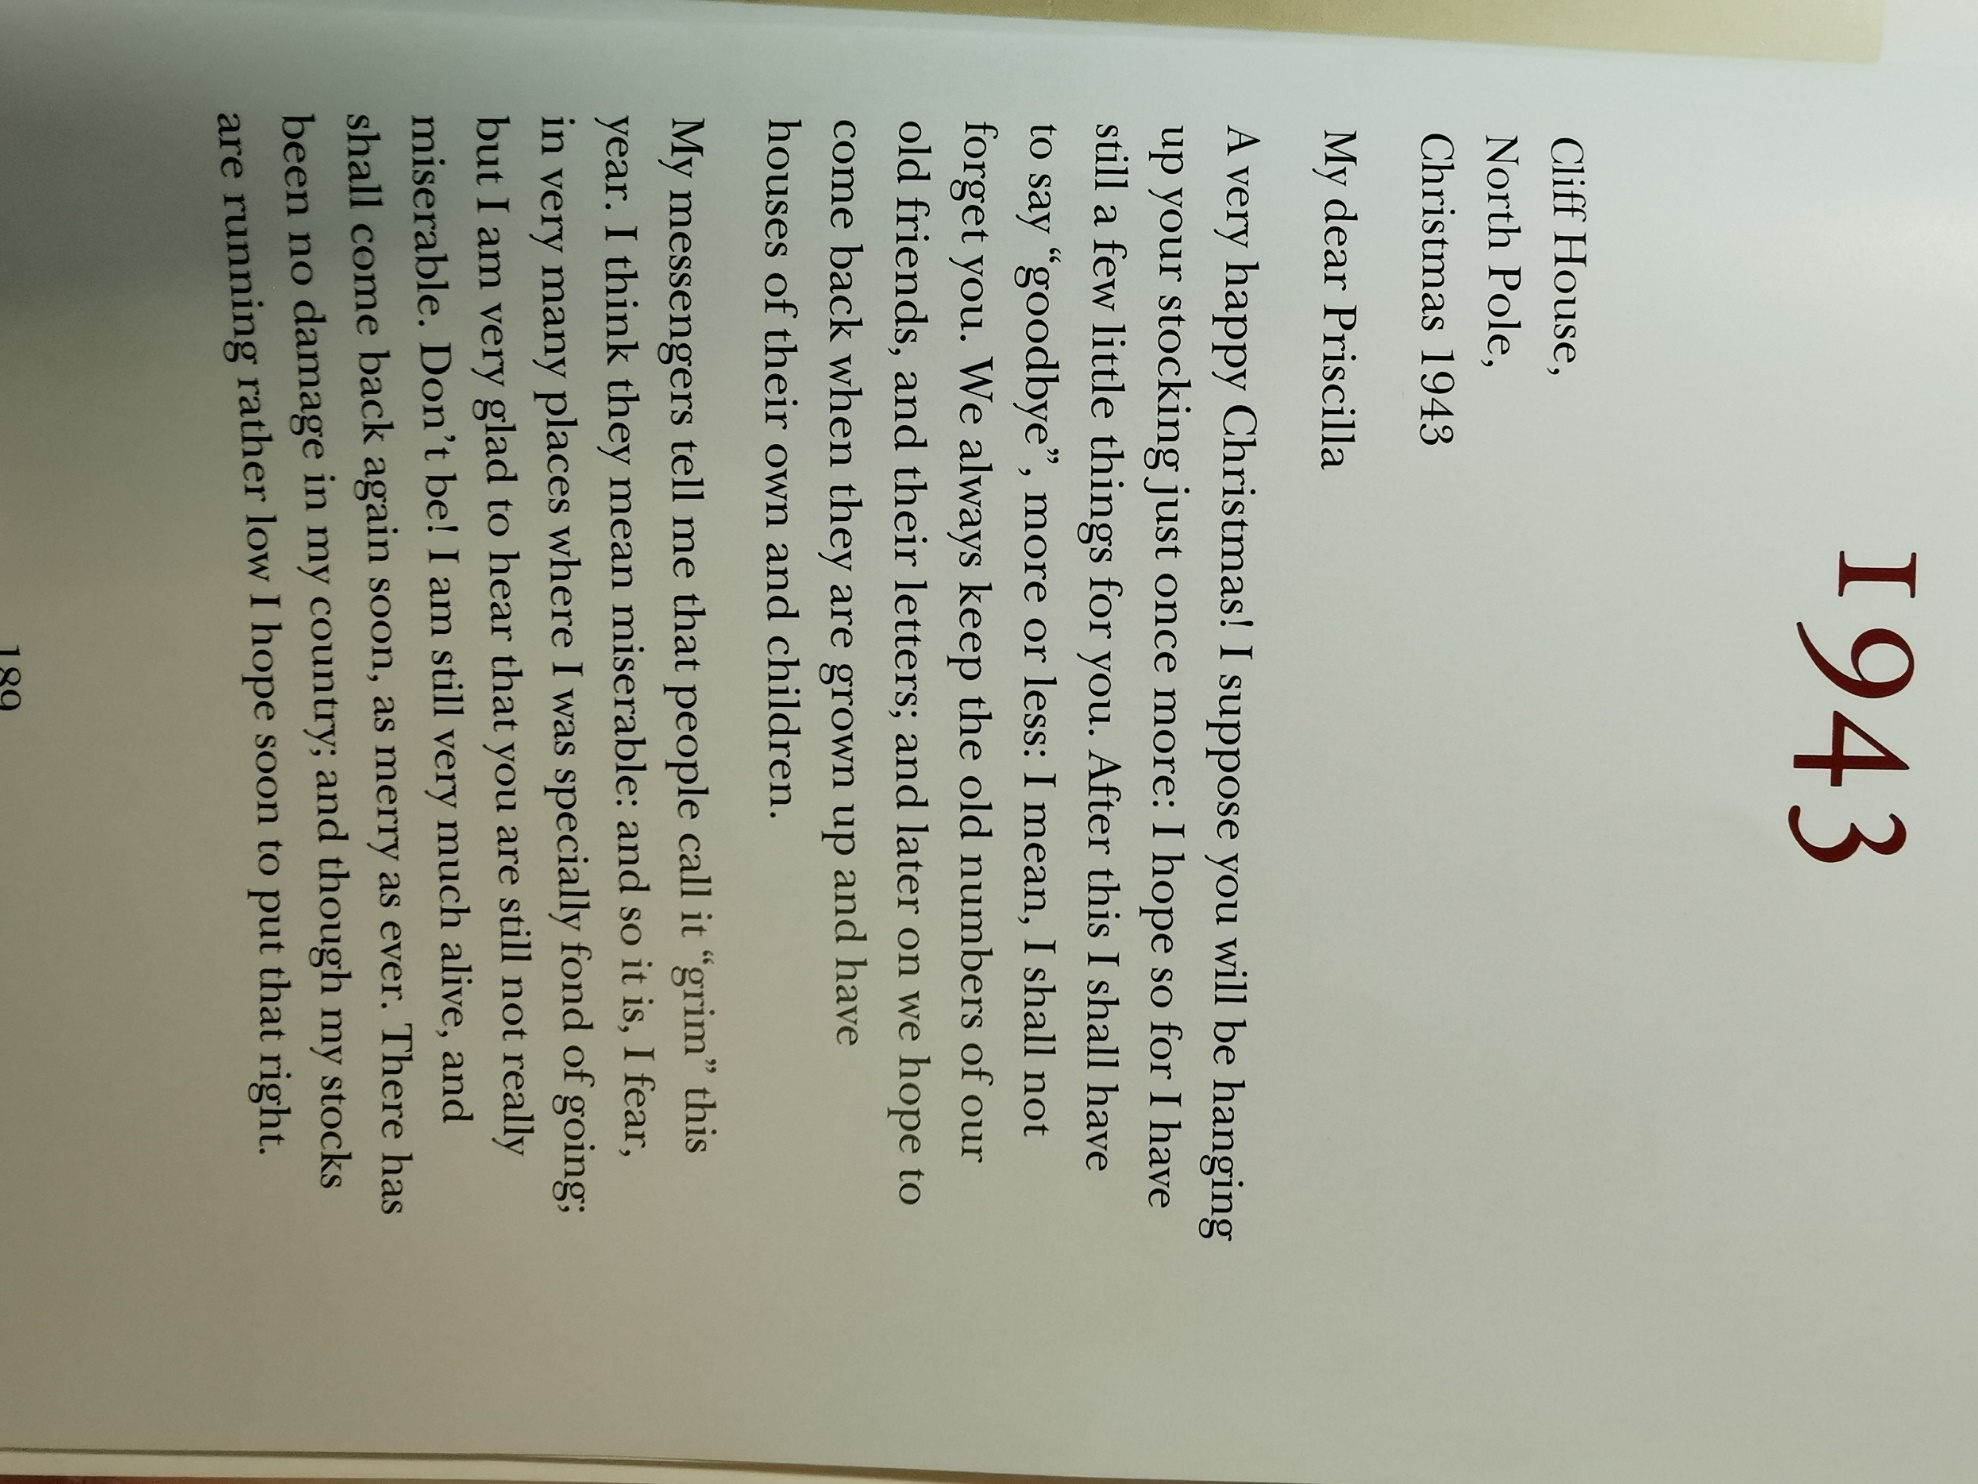 1943
Cliff House,
North Pole,
Christmas 1943
My dear Priscilla
A very happy Christmas! I suppose you will be hanging
up your stocking just once more: I hope so for I have
still a few little things for you. After this I shall have
to say “goodbye”, more or less: I mean, I shall not
forget you. We always keep the old numbers of our
old friends, and their letters; and later on we hope to
come back when they are grown up and have
houses of their own and children.
My messengers tell me that people call it “grim” this
year. I think they mean miserable: and so it is, I fear,
in very many places where I was specially fond of going;
but I am very glad to hear that you are still not really
miserable. Don’t be! I am still very much alive, and
shall come back again soon, as merry as ever. There has
been no damage in my country; and though my stocks
are running rather low I hope soon to put that right.
189